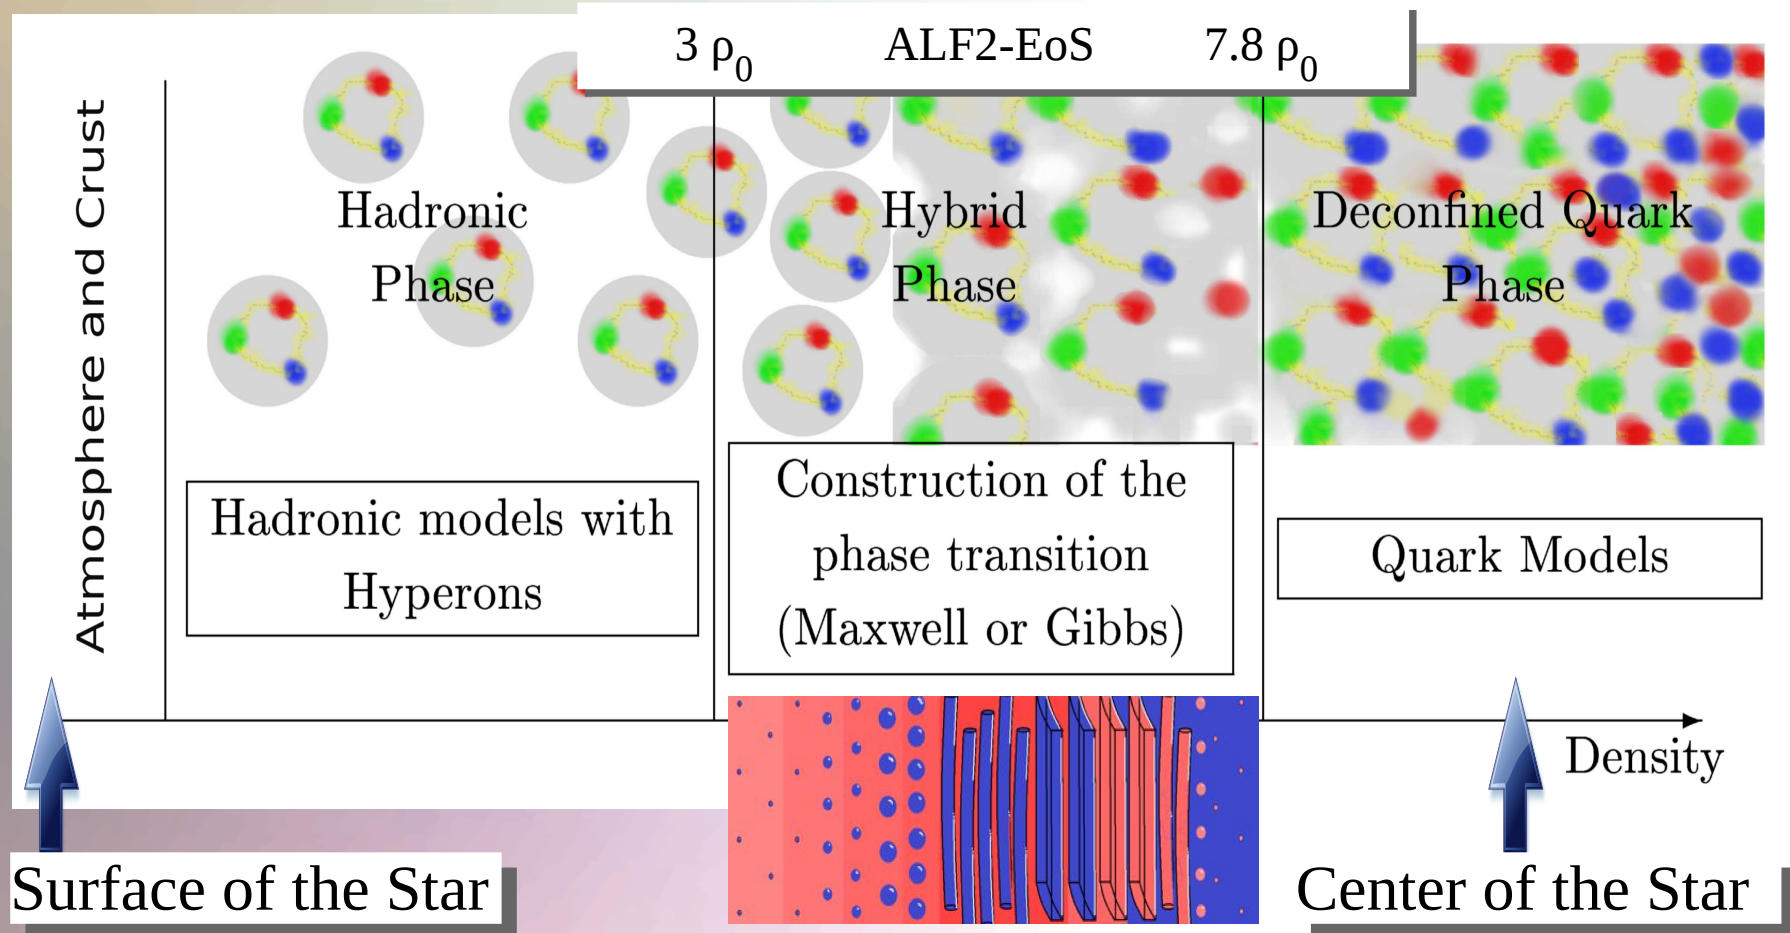 3 ρ0 ALF2-EoS 7.8 ρ0
Atmosphere and Crust
Hadronic
Phase
Hybrid
Phase
Deconfined Quark
Phase
Hadronic models with
Hyperons
Construction of the
phase transition
(Maxwell or Gibbs)
Quark Models
Density
Surface of the Star
Center of the Star